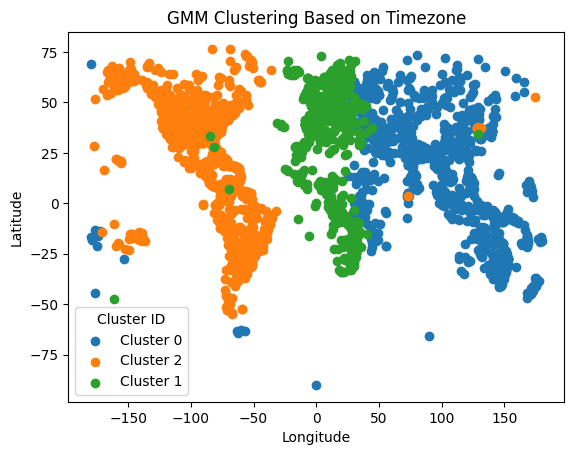 GMM Clustering Based on Timezone
75
50
25
0
−25
−50
−75
Latitude
Cluster ID
Cluster 0
Cluster 2
Cluster 1
−150 −100 −50 0 50 100 150
Longitude